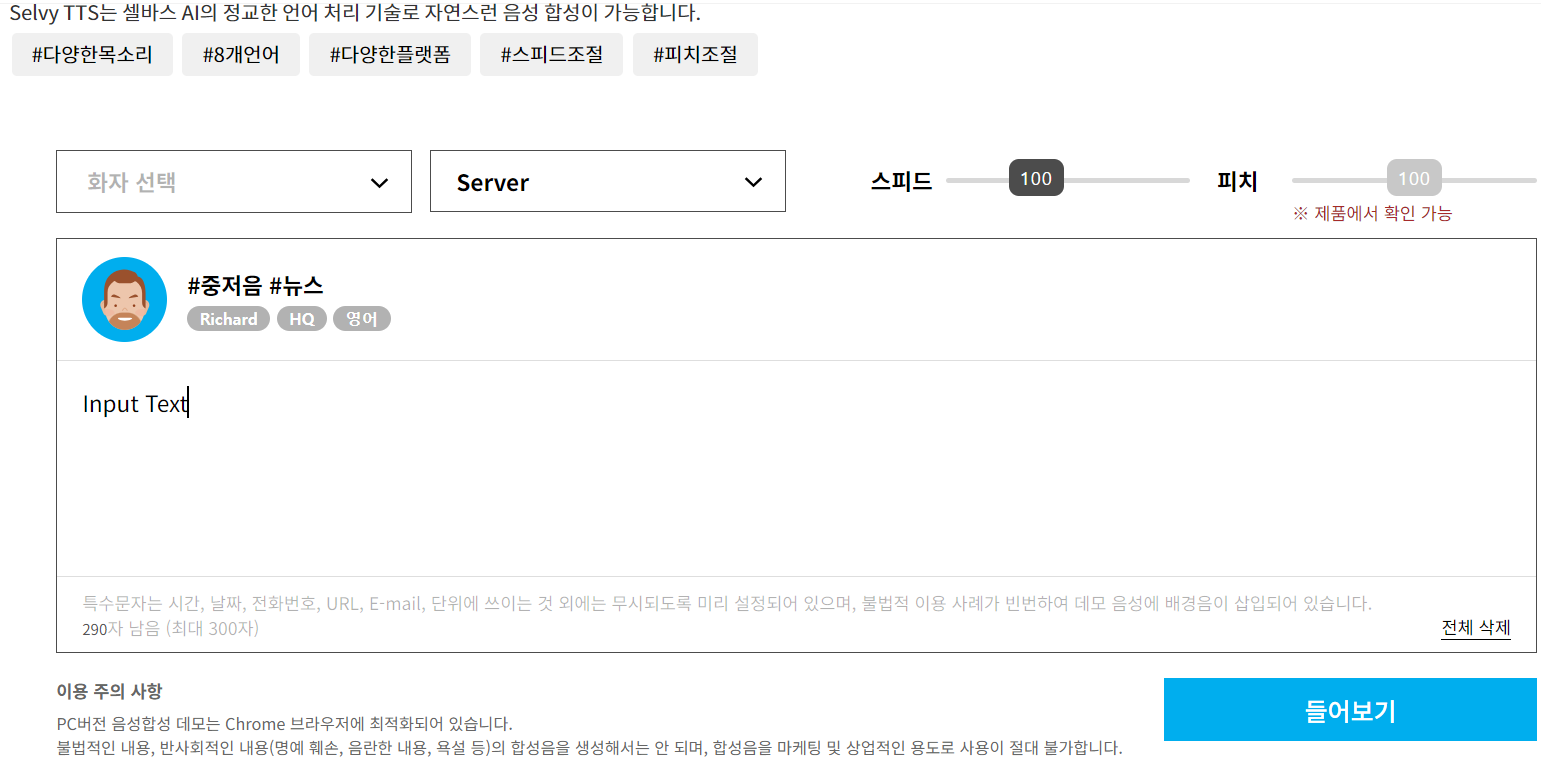 Selvy TTS는 셀바스 AI의 정교한 언어 처리 기술로 자연스런 음성 합성이 가능합니다.
#다양한목소리 #8개언어 #다양한플랫폼 #스피드조절 #피치조절
화자 선택 Server 스피드 100 피치 100
※ 제품에서 확인 가능
#중저음 #뉴스
Richard HQ 영어
Input Text
특수문자는 시간, 날짜, 전화번호, URL, E-mail, 단위에 쓰이는 것 외에는 무시되도록 미리 설정되어 있으며, 불법적 이용 사례가 빈번하여 데모 음성에 배경음이 삽입되어 있습니다.
290자 남음 (최대 300자) 전체 삭제
이용 주의 사항
들어보기
PC버전 음성합성 데모는 Chrome 브라우저에 최적화되어 있습니다.
불법적인 내용, 반사회적인 내용(명예 훼손, 음란한 내용, 욕설 등)의 합성음을 생성해서는 안 되며, 합성음을 마케팅 및 상업적인 용도로 사용이 절대 불가합니다.